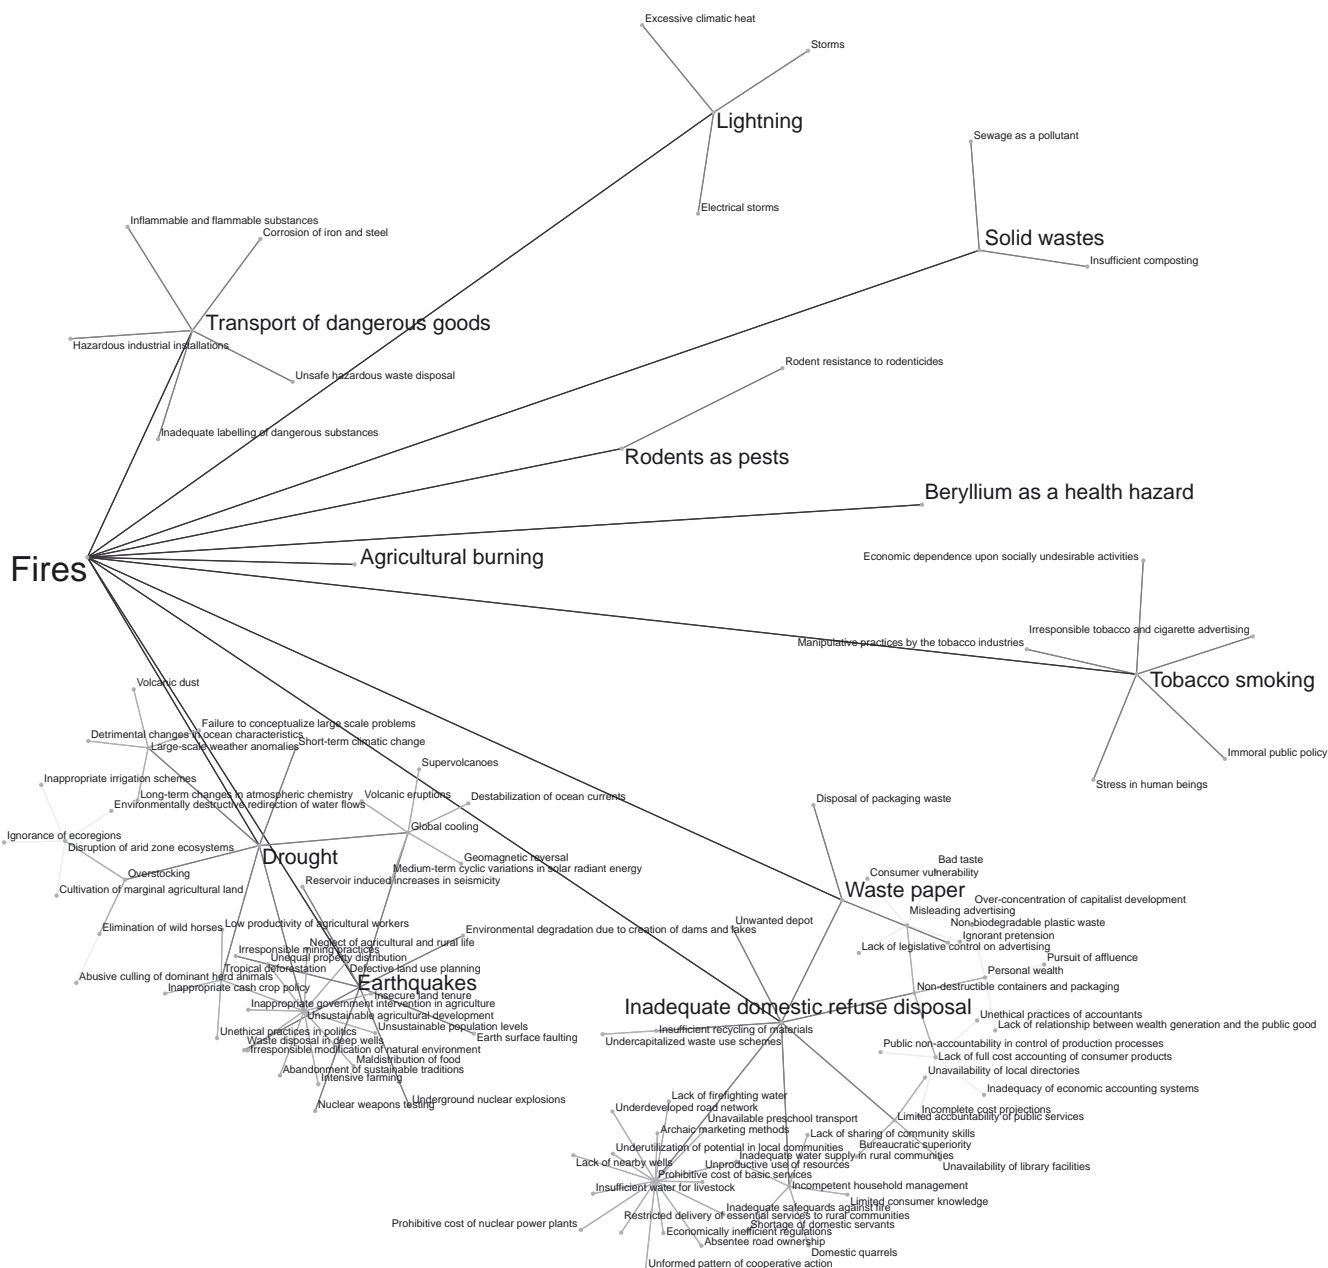 Excessive climatic heat
Storms
Lightning
Sewage as a pollutant
Electrical storms
Inflammable and flammable substances
Corrosion of iron and steel
Solid wastes
Insufficient composting
Transport of dangerous goods
Hazardous industrial installations
Rodent resistance to rodenticides
Unsafe hazardous waste disposal
Inadequate labelling of dangerous substances
Rodents as pests
Beryllium as a health hazard
Agricultural burning
Economic dependence upon socially undesirable activities
Fires
Irresponsible tobacco and cigarette advertising
Manipulative practices by the tobacco industries
Tobacco smoking
Volcanic dust
Failure to conceptualize large scale problems
Detrimental changes in ocean characteristics
Short-term climatic change
Large-scale weather anomalies
Immoral public policy
Supervolcanoes
Inappropriate irrigation schemes
Stress in human beings
Long-term changes in atmospheric chemistry
Volcanic eruptions
Destabilization of ocean currents
Disposal of packaging waste
Environmentally destructive redirection of water flows
Global cooling
Ignorance of ecoregions
Disruption of arid zone ecosystems
Drought
Geomagnetic reversal
Bad taste
Medium-term cyclic variations in solar radiant energy
Consumer vulnerability
Overstocking
Reservoir induced increases in seismicity
Cultivation of marginal agricultural land
Waste paper
Over-concentration of capitalist development
Misleading advertising
Unwanted depot
Non-biodegradable plastic waste
Elimination of wild horses
Low productivity of agricultural workers
Environmental degradation due to creation of dams and lakes
Ignorant pretension
Neglect of agricultural and rural life
Lack of legislative control on advertising
Irresponsible mining practices
Unequal property distribution
Pursuit of affluence
Tropical deforestation
Defective land use planning
Abusive culling of dominant herd animals
Personal wealth
Earthquakes
Inappropriate cash crop policy
Non-destructible containers and packaging
Insecure land tenure
Inappropriate government intervention in agriculture
Inadequate domestic refuse disposal
Unsustainable agricultural development
Unethical practices of accountants
Unsustainable population levels
Lack of relationship between wealth generation and the public good
Unethical practices in politics
Insufficient recycling of materials
Earth surface faulting
Waste disposal in deep wells
Undercapitalized waste use schemes
Public non-accountability in control of production processes
Irresponsible modification of natural environment
Lack of full cost accounting of consumer products
Maldistribution of food
Abandonment of sustainable traditions
Unavailability of local directories
Intensive farming
Inadequacy of economic accounting systems
Lack of firefighting water
Underground nuclear explosions
Nuclear weapons testing
Underdeveloped road network
Incomplete cost projections
Unavailable preschool transport
Limited accountability of public services
Archaic marketing methods
Lack of sharing of community skills
Bureaucratic superiority
Underutilization of potential in local communities
Inadequate water supply in rural communities
Lack of nearby wells
Unproductive use of resources
Unavailability of library facilities
Prohibitive cost of basic services
Incompetent household management
Insufficient water for livestock
Limited consumer knowledge
Inadequate safeguards against fire
Restricted delivery of essential services to rural communities
Prohibitive cost of nuclear power plants
Shortage of domestic servants
Economically inefficient regulations
Absentee road ownership
Domestic quarrels
Unformed pattern of cooperative action